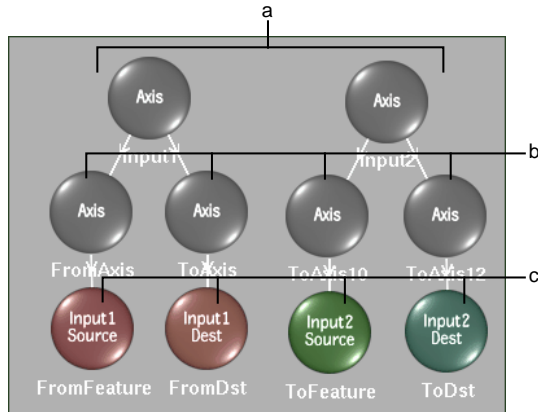 a
Axis
Axis
Input1
Input2
b
Axis
Axis
Axis
Axis
FromAxis
ToAxis
ToAxis10
ToAxis12
c
Input1
Source
Input1
Dest
Input2
Source
Input2
Dest
FromFeature
FromDst
ToFeature
ToDst